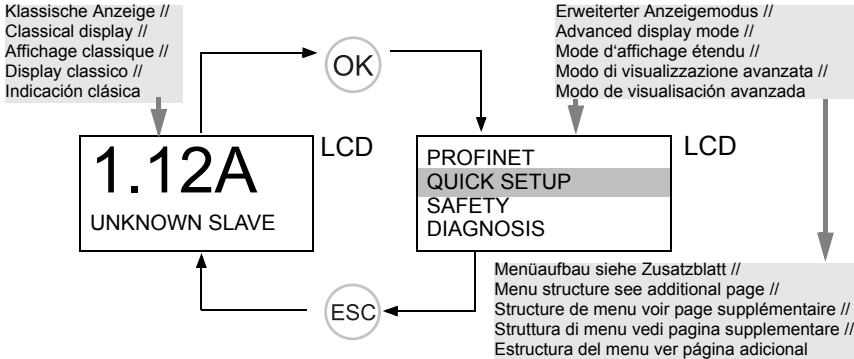 Klassische Anzeige //
Classical display //
Affichage classique //
Display classico //
Indicación clásica
Erweiterter Anzeigemodus //
Advanced display mode //
Mode d‘affichage étendu //
Modo di visualizzazione avanzata //
Modo de visualisación avanzada
OK
1.12A
UNKNOWN SLAVE
LCD
PROFINET
QUICK SETUP
SAFETY
DIAGNOSIS
LCD
ESC
Menüaufbau siehe Zusatzblatt //
Menu structure see additional page //
Structure de menu voir page supplémentaire //
Struttura di menu vedi pagina supplementare //
Estructura del menu ver página adicional